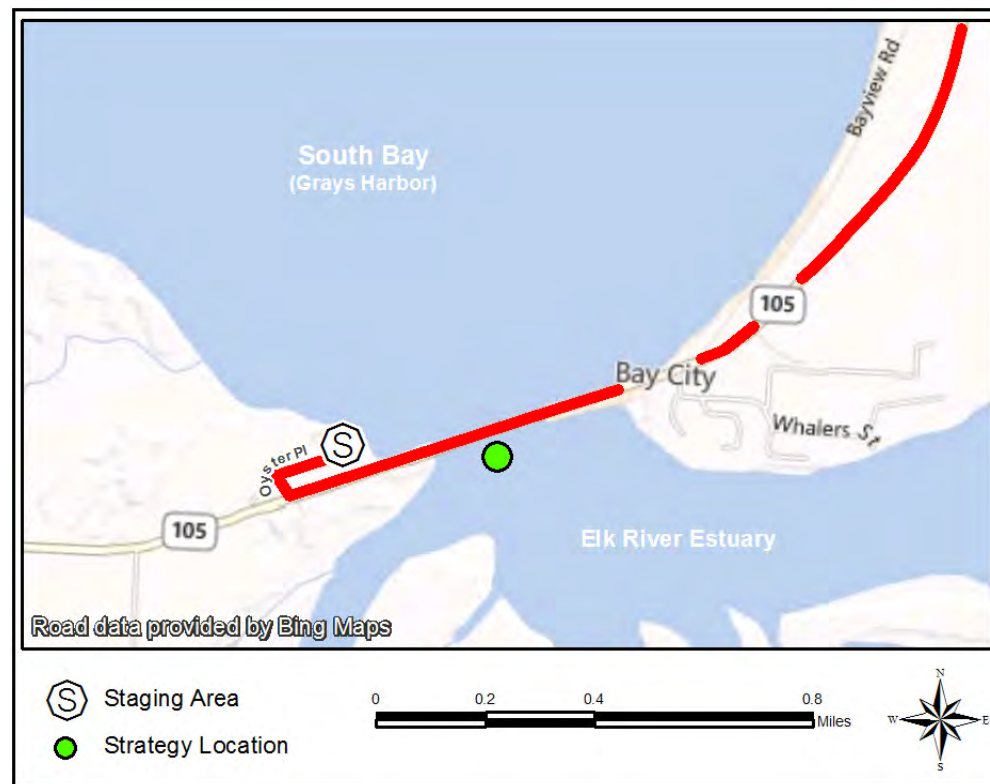 Bayview Rd
South Bay
(Grays Harbor)
105
Bay City
Whalers St
Oyster Pl
S
105
Elk River Estuary
Road data provided by Bing Maps
S Staging Area
Strategy Location
0 0.2 0.4 0.8
Miles
N
W E
S